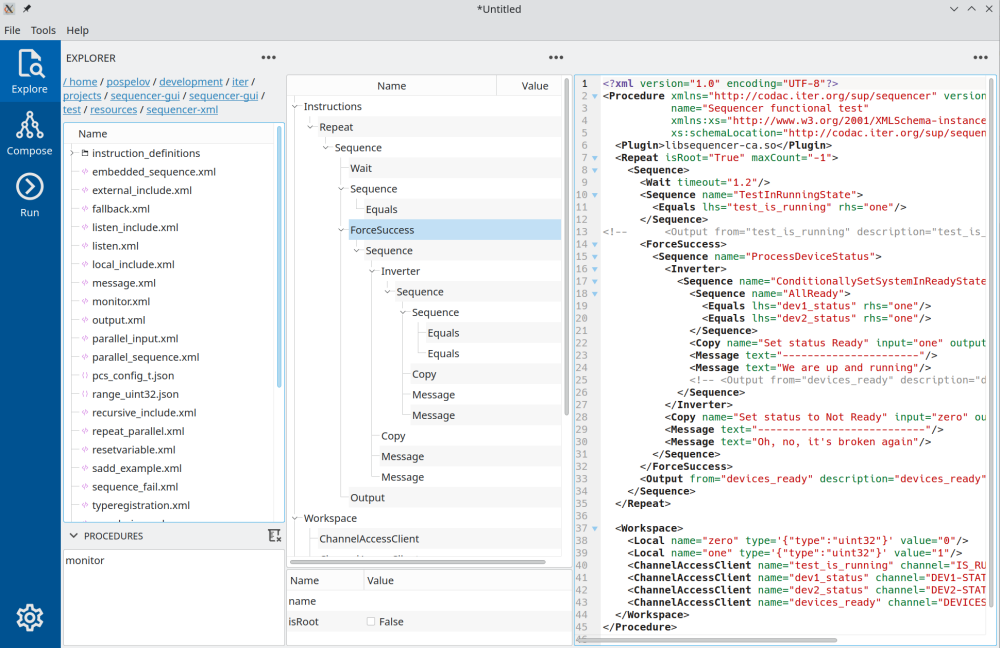 *Untitled
File Tools Help
Explore
Compose
Run
EXPLORER
/ home / pospelov / development / iter /
projects / sequencer-gui / sequencer-gui /
test / resources / sequencer-xml
Name
instruction_definitions
embedded_sequence.xml
external_include.xml
fallback.xml
listen_include.xml
listen.xml
local_include.xml
message.xml
monitor.xml
output.xml
parallel_input.xml
parallel_sequence.xml
pcs_config_t.json
range_uint32.json
recursive_include.xml
repeat_parallel.xml
resetvariable.xml
sadd_example.xml
sequence_fail.xml
typeregistration.xml
PROCEDURES
monitor
Name Value
Instructions
Repeat
Sequence
Wait
Sequence
Equals
ForceSuccess
Sequence
Inverter
Sequence
Sequence
Equals
Equals
Copy
Message
Message
Copy
Message
Message
Output
Workspace
ChannelAccessClient
Name Value
name
isRoot False
1 <?xml version="1.0" encoding="UTF-8"?>
2 <Procedure xmlns="http://codac.iter.org/sup/sequencer" version
3 name="Sequencer functional test"
4 xmlns:xs="http://www.w3.org/2001/XMLSchema-instance
5 xs:schemaLocation="http://codac.iter.org/sup/sequen
6 <Plugin>libsequencer-ca.so</Plugin>
7 <Repeat isRoot="True" maxCount="-1">
8 <Sequence>
9 <Wait timeout="1.2"/>
10 <Sequence name="TestInRunningState">
11 <Equals lhs="test_is_running" rhs="one"/>
12 </Sequence>
13 <!-- <Output from="test_is_running" description="test_is_
14 <ForceSuccess>
15 <Sequence name="ProcessDeviceStatus">
16 <Inverter>
17 <Sequence name="ConditionallySetSystemInReadyState
18 <Sequence name="AllReady">
19 <Equals lhs="dev1_status" rhs="one"/>
20 <Equals lhs="dev2_status" rhs="one"/>
21 </Sequence>
22 <Copy name="Set status Ready" input="one" output
23 <Message text="----------------------"/>
24 <Message text="We are up and running"/>
25 <!-- <Output from="devices_ready" description="d
26 </Sequence>
27 </Inverter>
28 <Copy name="Set status to Not Ready" input="zero" ou
29 <Message text="---------------------------"/>
30 <Message text="Oh, no, it's broken again"/>
31 </Sequence>
32 </ForceSuccess>
33 <Output from="devices_ready" description="devices_ready"
34 </Sequence>
35 </Repeat>
36
37 <Workspace>
38 <Local name="zero" type='{"type":"uint32"}' value="0"/>
39 <Local name="one" type='{"type":"uint32"}' value="1"/>
40 <ChannelAccessClient name="test_is_running" channel="IS_RU
41 <ChannelAccessClient name="dev1_status" channel="DEV1-STAT
42 <ChannelAccessClient name="dev2_status" channel="DEV2-STAT
43 <ChannelAccessClient name="devices_ready" channel="DEVICES
44 </Workspace>
45 </Procedure>